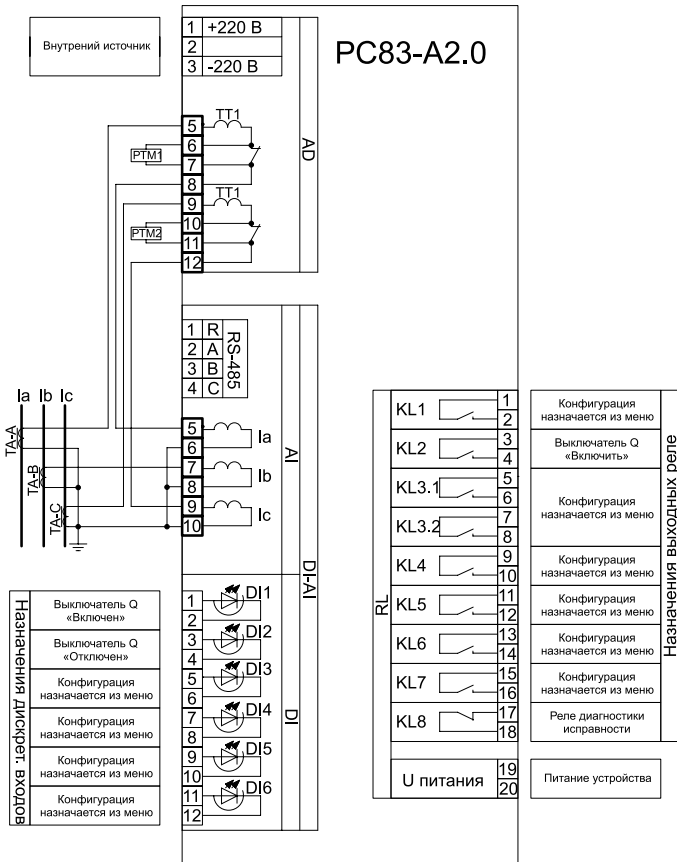 PC83-A2.0
Внутрений источник
1 +220 В
2
3 -220 В
AD
5 TT1
6
PTM1
7
8
9 TT1
10
PTM2
11
12
1 R
2 A
3 B
4 C
RS-485
Ia Ib Ic
TA-A
TA-B
TA-C
5
6 Ia
7
8 Ib
9
10 Ic
AI
DI-AI
Назначения дискрет. входов
Выключатель Q
«Включен»
Выключатель Q
«Отключен»
Конфигурация
назначается из меню
Конфигурация
назначается из меню
Конфигурация
назначается из меню
Конфигурация
назначается из меню
1 DI1
2
3 DI2
4
5 DI3
6
7 DI4
8
9 DI5
10
11 DI6
12
DI
RL
KL1 1
2
KL2 3
4
KL3.1 5
6
KL3.2 7
8
KL4 9
10
KL5 11
12
KL6 13
14
KL7 15
16
KL8 17
18
U питания 19
20
Конфигурация
назначается из меню
Выключатель Q
«Включить»
Конфигурация
назначается из меню
Конфигурация
назначается из меню
Конфигурация
назначается из меню
Конфигурация
назначается из меню
Конфигурация
назначается из меню
Реле диагностики
исправности
Питание устройства
Назначения выходных реле